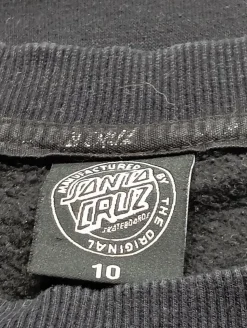 MANUFACTURED BY
SANTA
CRUZ
SKATEBOARDS
THE ORIGINAL
10